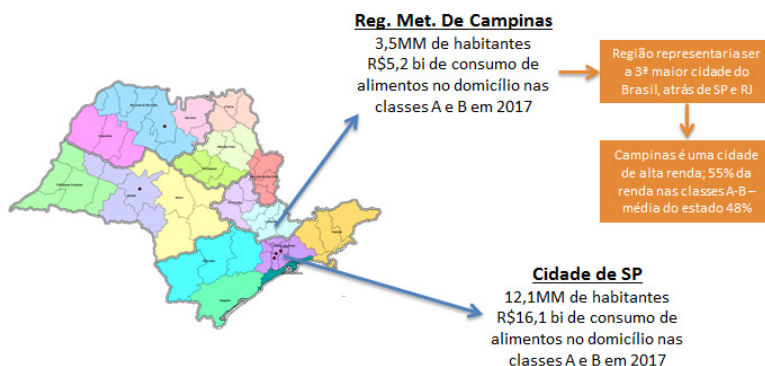 Reg. Met. De Campinas
3,5MM de habitantes
R$5,2 bi de consumo de
alimentos no domicílio nas
classes A e B em 2017
Região representaria ser
a 3ª maior cidade do
Brasil, atrás de SP e RJ
Campinas é uma cidade
de alta renda; 55% da
renda nas classes A-B –
média do estado 48%
Cidade de SP
12,1MM de habitantes
R$16,1 bi de consumo de
alimentos no domicílio nas
classes A e B em 2017